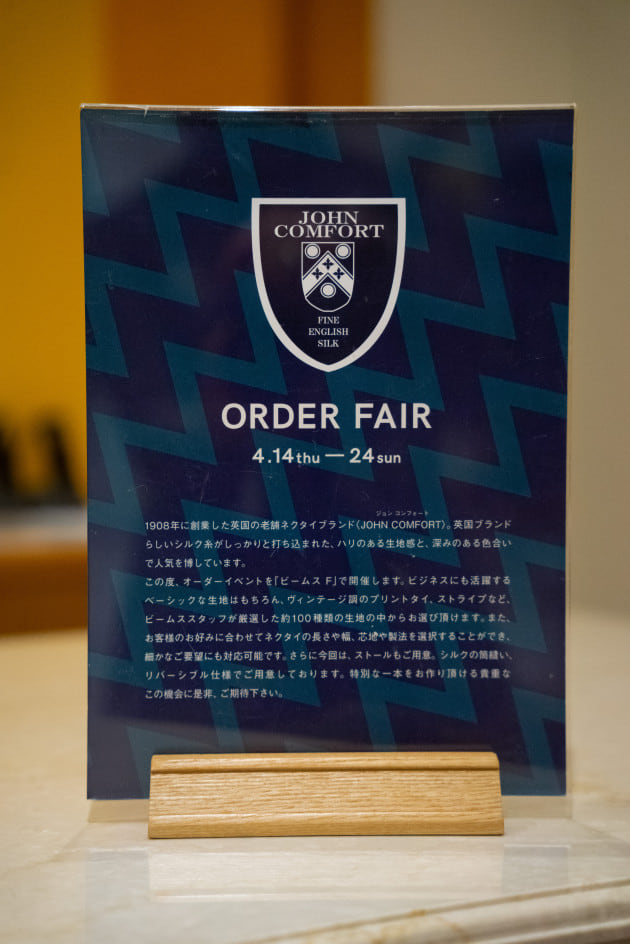 JOHN
COMFORT
FINE
ENGLISH
SILK
ORDER FAIR
4.14thu — 24sun
ジョン コンフォート
1908年に創業した英国の老舗ネクタイブランド〈JOHN COMFORT〉。英国ブランド
らしいシルク糸がしっかりと打ち込まれた、ハリのある生地感と、深みのある色合い
で人気を博しています。
この度、オーダーイベントを『ビームス F』で開催します。ビジネスにも活躍する
ベーシックな生地はもちろん、ヴィンテージ調のプリントタイ、ストライプなど、
ビームススタッフが厳選した約100種類の生地の中からお選び頂けます。また、
お客様のお好みに合わせてネクタイの長さや幅、芯地や製法を選択することができ、
細かなご要望にも対応可能です。さらに今回は、ストールもご用意。シルクの筒縫い、
リバーシブル仕様でご用意しております。特別な一本をお作り頂ける貴重な
この機会に是非、ご期待下さい。